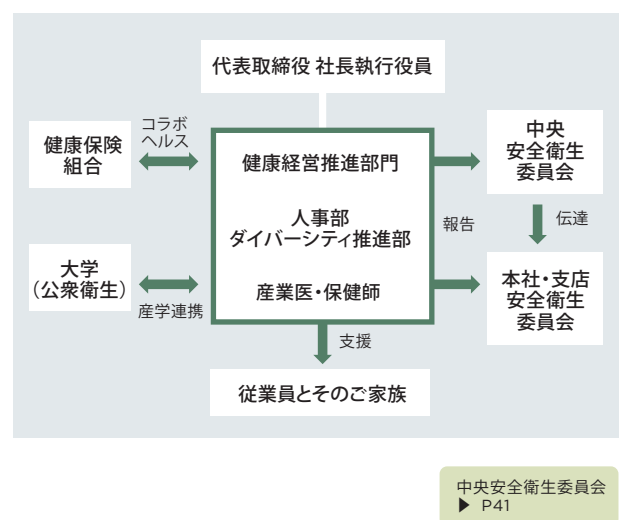 代表取締役 社長執行役員
健康保険
組合
コラボ
ヘルス
健康経営推進部門
人事部
ダイバーシティ推進部
産業医・保健師
中央
安全衛生
委員会
報告
伝達
大学
(公衆衛生)
産学連携
本社・支店
安全衛生
委員会
支援
従業員とそのご家族
中央安全衛生委員会
▶ P41